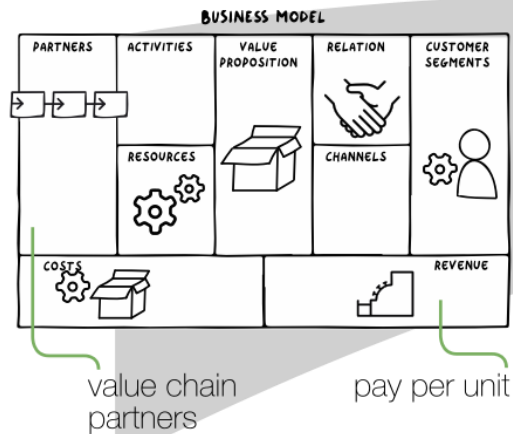 BUSINESS MODEL
PARTNERS
ACTIVITIES
VALUE
PROPOSITION
RELATION
CUSTOMER
SEGMENTS
RESOURCES
CHANNELS
COSTS
REVENUE
value chain
partners
pay per unit